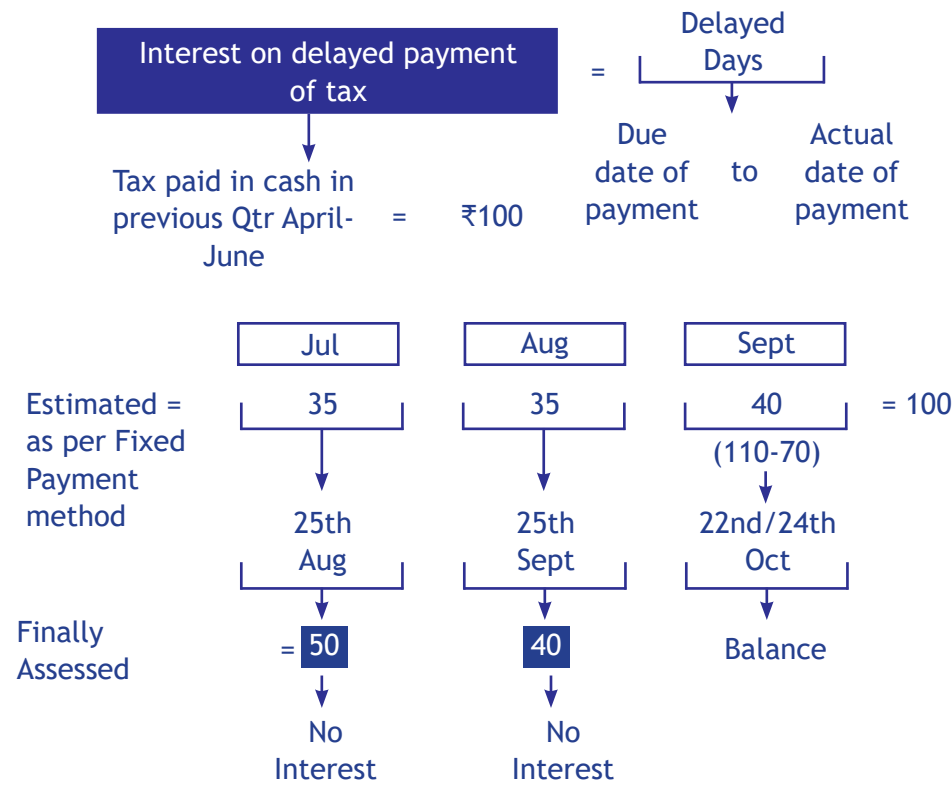 Interest on delayed payment
of tax
=
Delayed
Days
Due
date of
payment
to
Actual
date of
payment
Tax paid in cash in
previous Qtr April-
June
=
₹100
Jul
Aug
Sept
Estimated =
as per Fixed
Payment
method
35
35
40
= 100
(110-70)
25th
Aug
25th
Sept
22nd/24th
Oct
Finally
Assessed
= 50
40
Balance
No
Interest
No
Interest